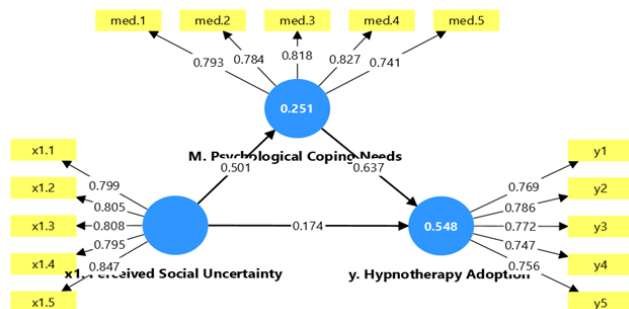 med.1 med.2 med.3 med.4 med.5
0.793 0.784 0.818 0.827 0.741
0.251
M. Psychological Coping Needs
0.501 0.637
x1.1
x1.2
x1.3
x1.4
x1.5
0.799
0.805
0.808
0.795
0.847
0.174
0.548
x1. Perceived Social Uncertainty
y. Hypnotherapy Adoption
0.769
0.786
0.772
0.747
0.756
y1
y2
y3
y4
y5